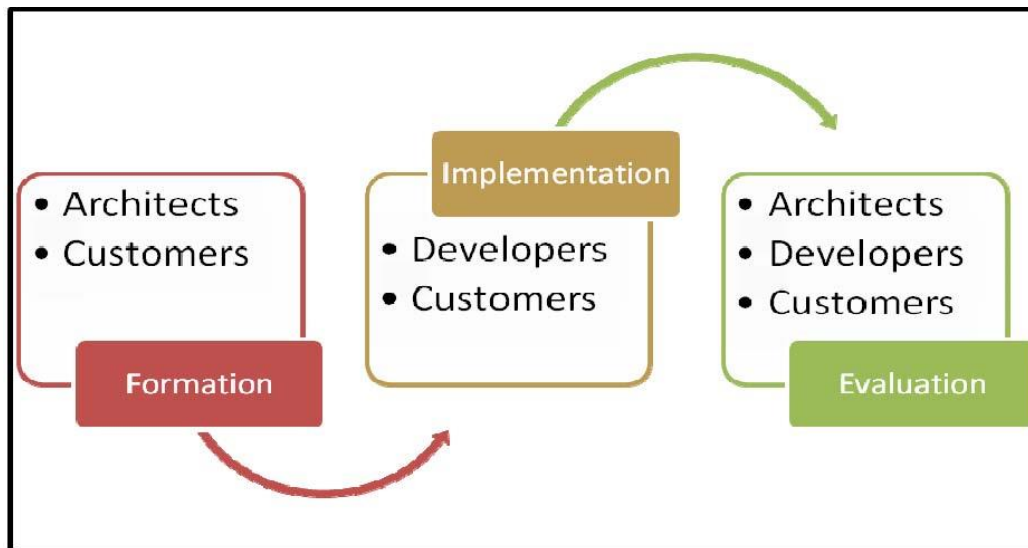 • Architects
• Customers
Formation
Implementation
• Developers
• Customers
• Architects
• Developers
• Customers
Evaluation